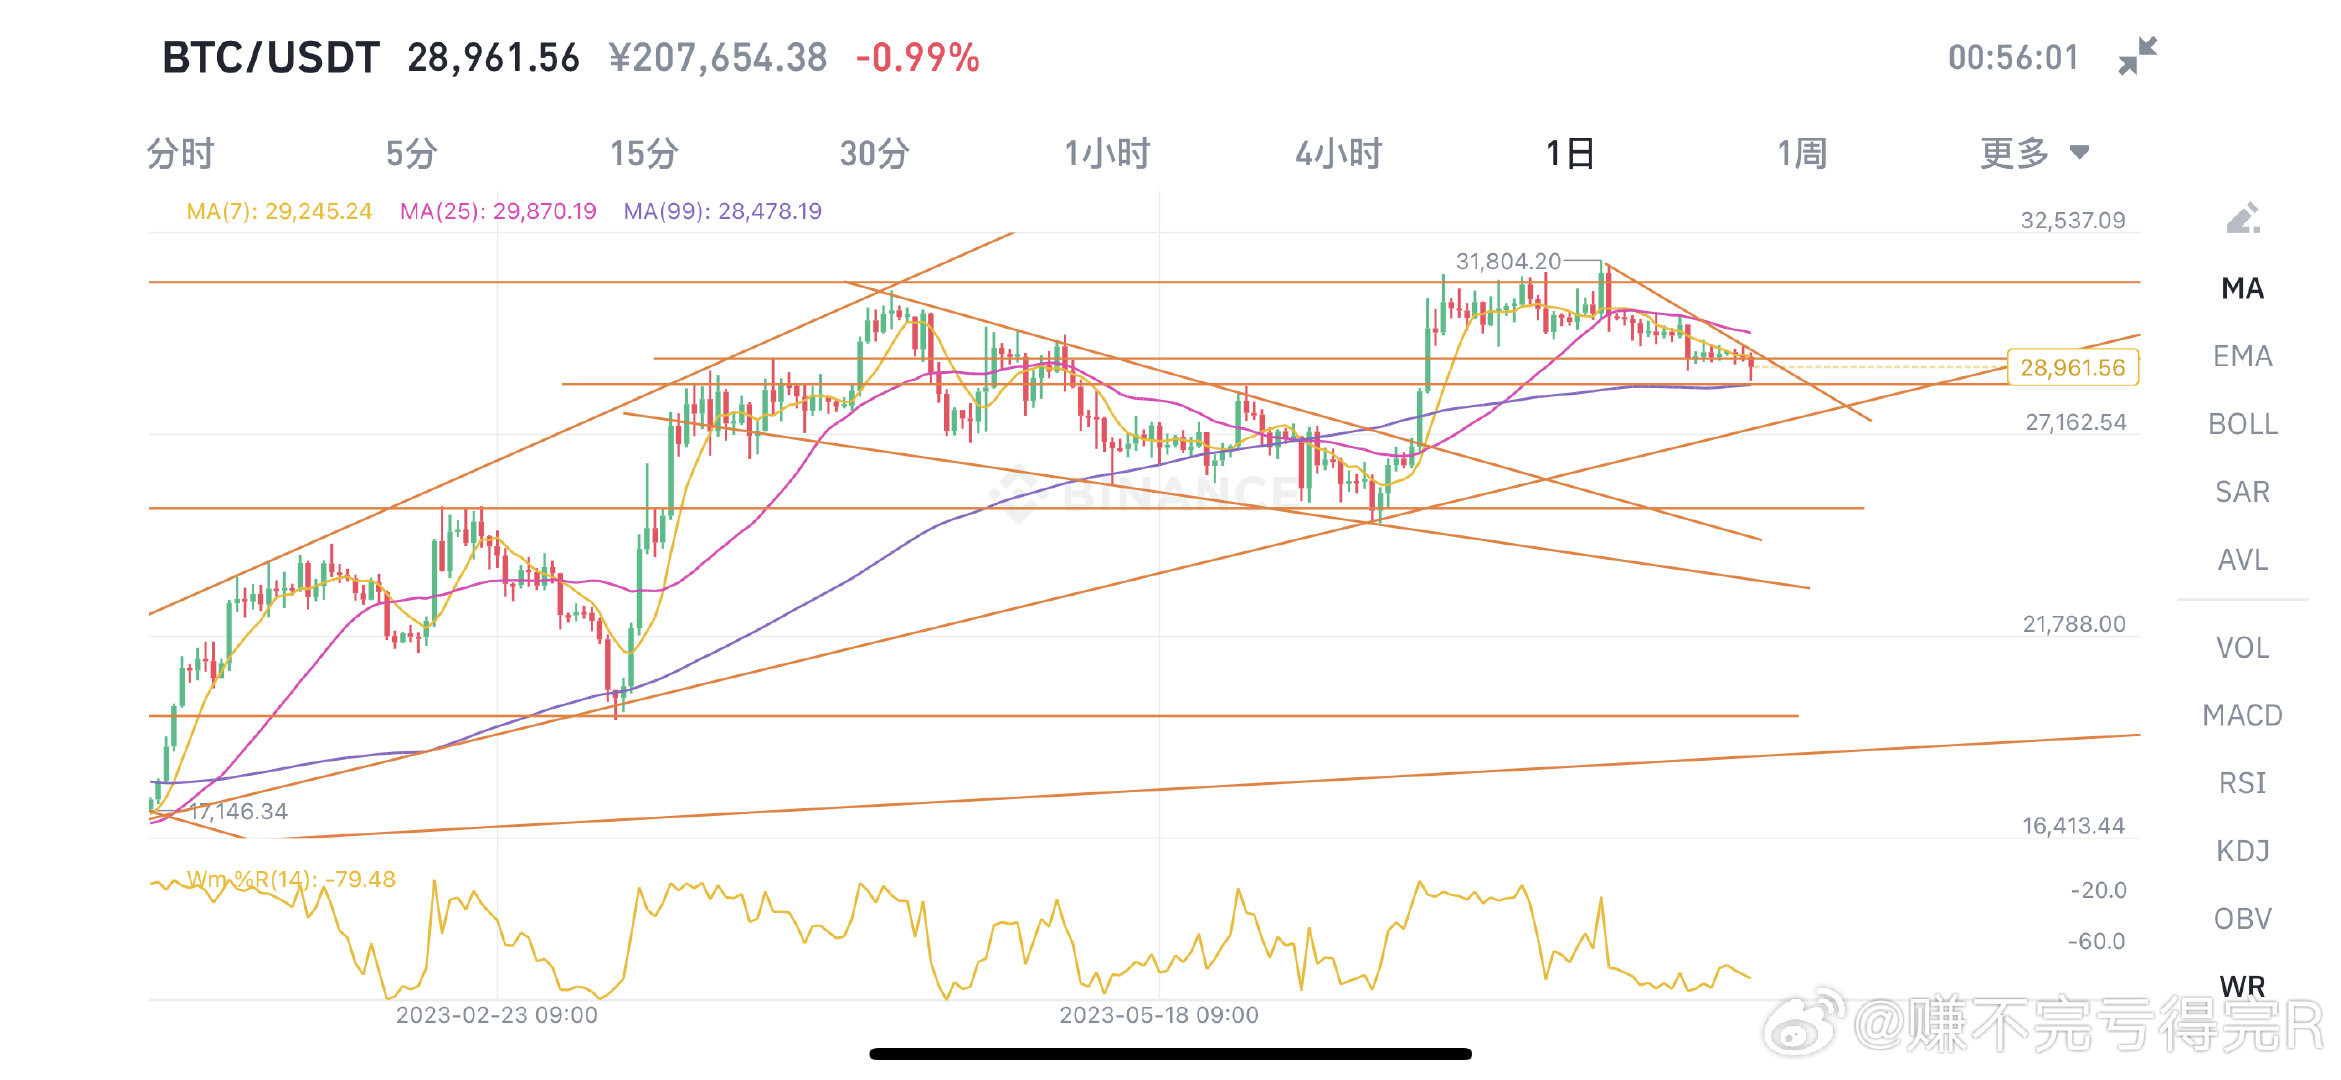 BTC/USDT 28,961.56 ¥207,654.38 -0.99% 00:56:01
分时 5分 15分 30分 1小时 4小时 1日 1周 更多
MA(7): 29,245.24 MA(25): 29,870.19 MA(99): 28,478.19
32,537.09
31,804.20
MA
EMA
28,961.56
BOLL
27,162.54
SAR
BINANCE
AVL
21,788.00
VOL
MACD
RSI
17,146.34
16,413.44
KDJ
Wm %R(14): -79.48
-20.0
OBV
-60.0
WR
2023-02-23 09:00 2023-05-18 09:00
@赚不完亏得完R